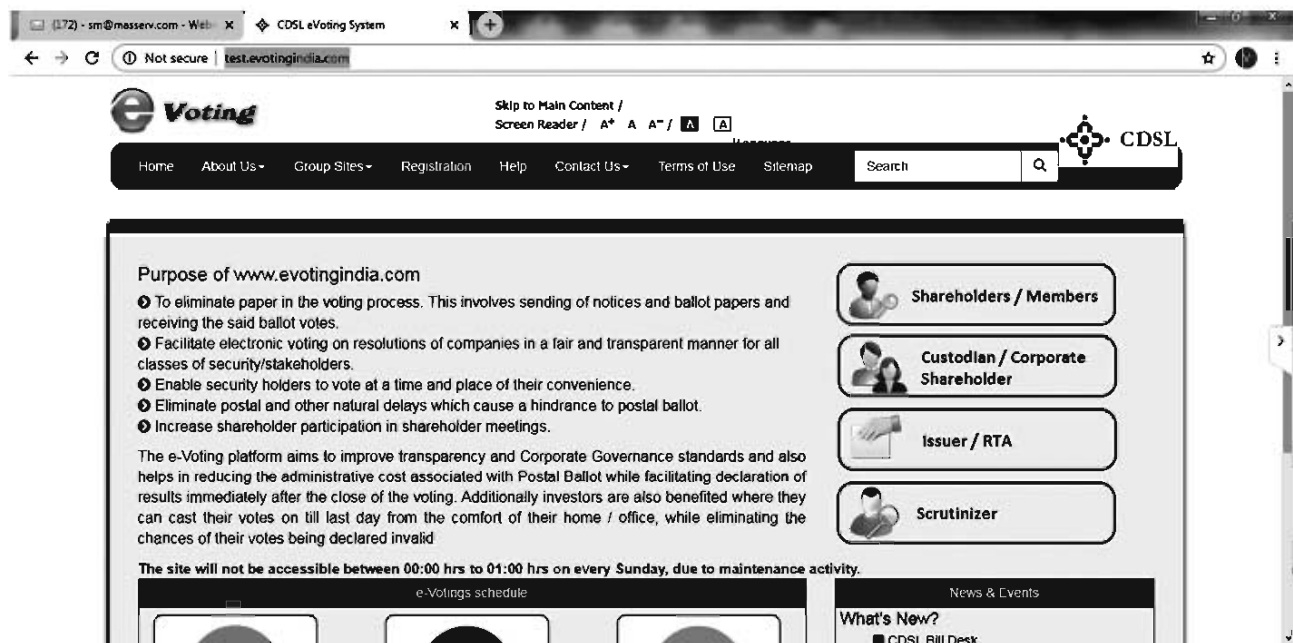 (172) - sm@masserv.com - Web
CDSL eVoting System
Not secure | test.evotingindia.com
e Voting
Skip to Main Content /
Screen Reader / A+ A A- / A A
CDSL
Home About Us Group Sites Registration Help Contact Us Terms of Use Sitemap Search
Purpose of www.evotingindia.com
To eliminate paper in the voting process. This involves sending of notices and ballot papers and
receiving the said ballot votes.
Facilitate electronic voting on resolutions of companies in a fair and transparent manner for all
classes of security/stakeholders.
Enable security holders to vote at a time and place of their convenience.
Eliminate postal and other natural delays which cause a hindrance to postal ballot.
Increase shareholder participation in shareholder meetings.
The e-Voting platform aims to improve transparency and Corporate Governance standards and also
helps in reducing the administrative cost associated with Postal Ballot while facilitating declaration of
results immediately after the close of the voting. Additionally investors are also benefited where they
can cast their votes on till last day from the comfort of their home / office, while eliminating the
chances of their votes being declared invalid
Shareholders / Members
Custodian / Corporate
Shareholder
Issuer / RTA
Scrutinizer
The site will not be accessible between 00:00 hrs to 01:00 hrs on every Sunday, due to maintenance activity.
e-Votings schedule
News & Events
What's New?
CDSL Bill Desk